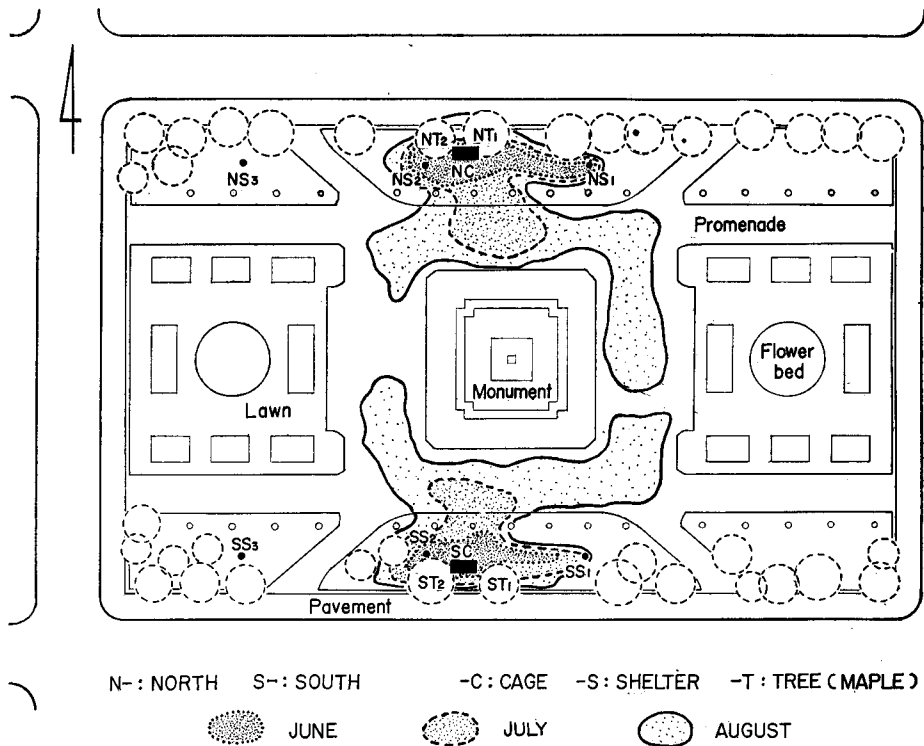 NT₂ NT₁
NS₃ NS₂ NC NS₁
Promenade
Flower
bed
Monument
Lawn
SS₃ SS₂ SC SS₁
ST₂ ST₁
Pavement
N-: NORTH S-: SOUTH -C: CAGE -S: SHELTER -T: TREE (MAPLE)
JUNE JULY AUGUST